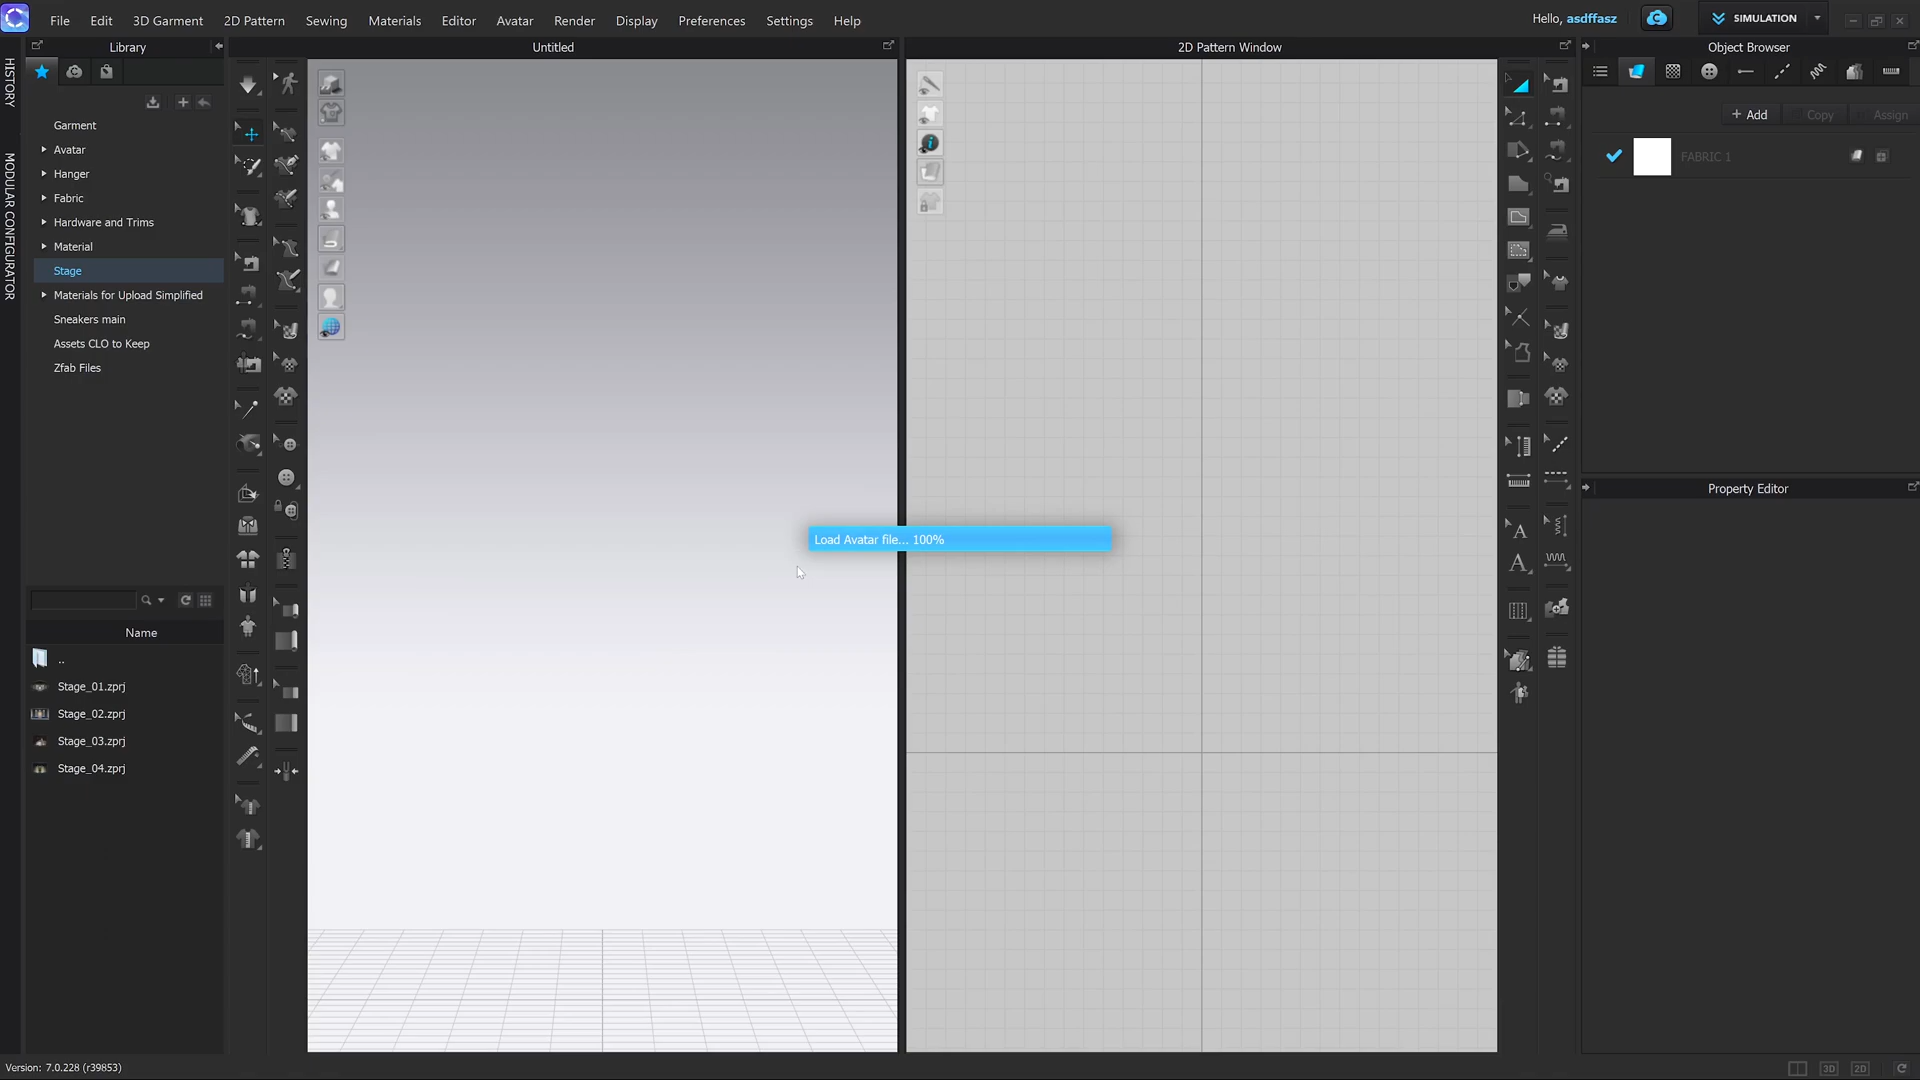 File Edit 3D Garment 2D Pattern Sewing Materials Editor Avatar Render Display Preferences Settings Help
Hello, asdffasz
SIMULATION
Library
Untitled
2D Pattern Window
Object Browser
HISTORY
MODULAR CONFIGURATOR
+ Add Copy Assign
FABRIC 1
Garment
Avatar
Hanger
Fabric
Hardware and Trims
Material
Stage
Materials for Upload Simplified
Sneakers main
Assets CLO to Keep
Zfab Files
Property Editor
Load Avatar file... 100%
Name
..
Stage_01.zprj
Stage_02.zprj
Stage_03.zprj
Stage_04.zprj
Version: 7.0.228 (r39853)
3D 2D